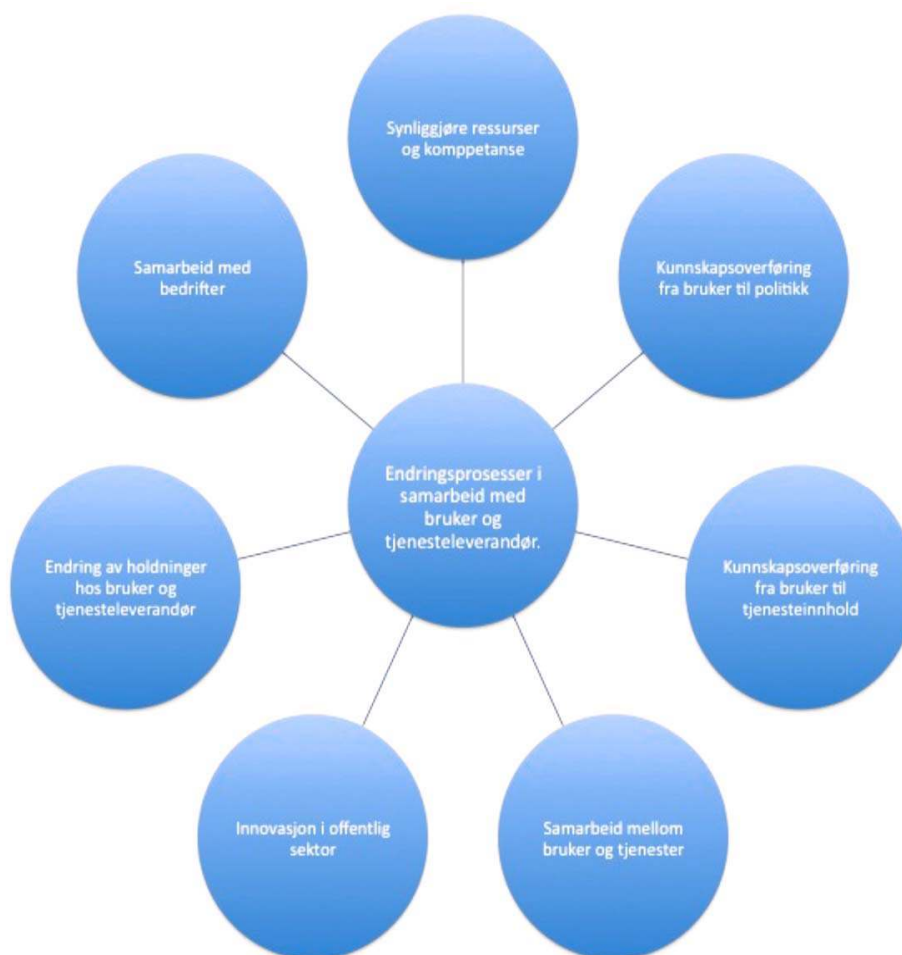 Synliggjøre ressurser
og komppetanse
Samarbeid med
bedrifter
Kunnskapsoverføring
fra bruker til politikk
Endringsprosesser i
samarbeid med
bruker og
tjenesteleverandør.
Endring av holdninger
hos bruker og
tjenesteleverandør
Kunnskapsoverføring
fra bruker til
tjenesteinnhold
Innovasjon i offentlig
sektor
Samarbeid mellom
bruker og tjenester